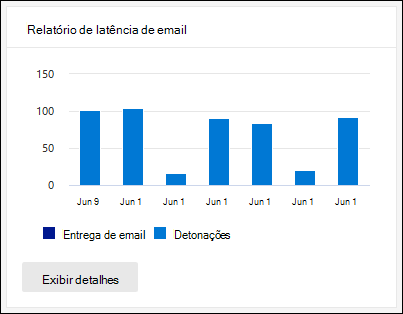 Relatório de latência de email
150
100
50
0
Jun 9 Jun 1 Jun 1 Jun 1 Jun 1 Jun 1 Jun 1
Entrega de email Detonações
Exibir detalhes